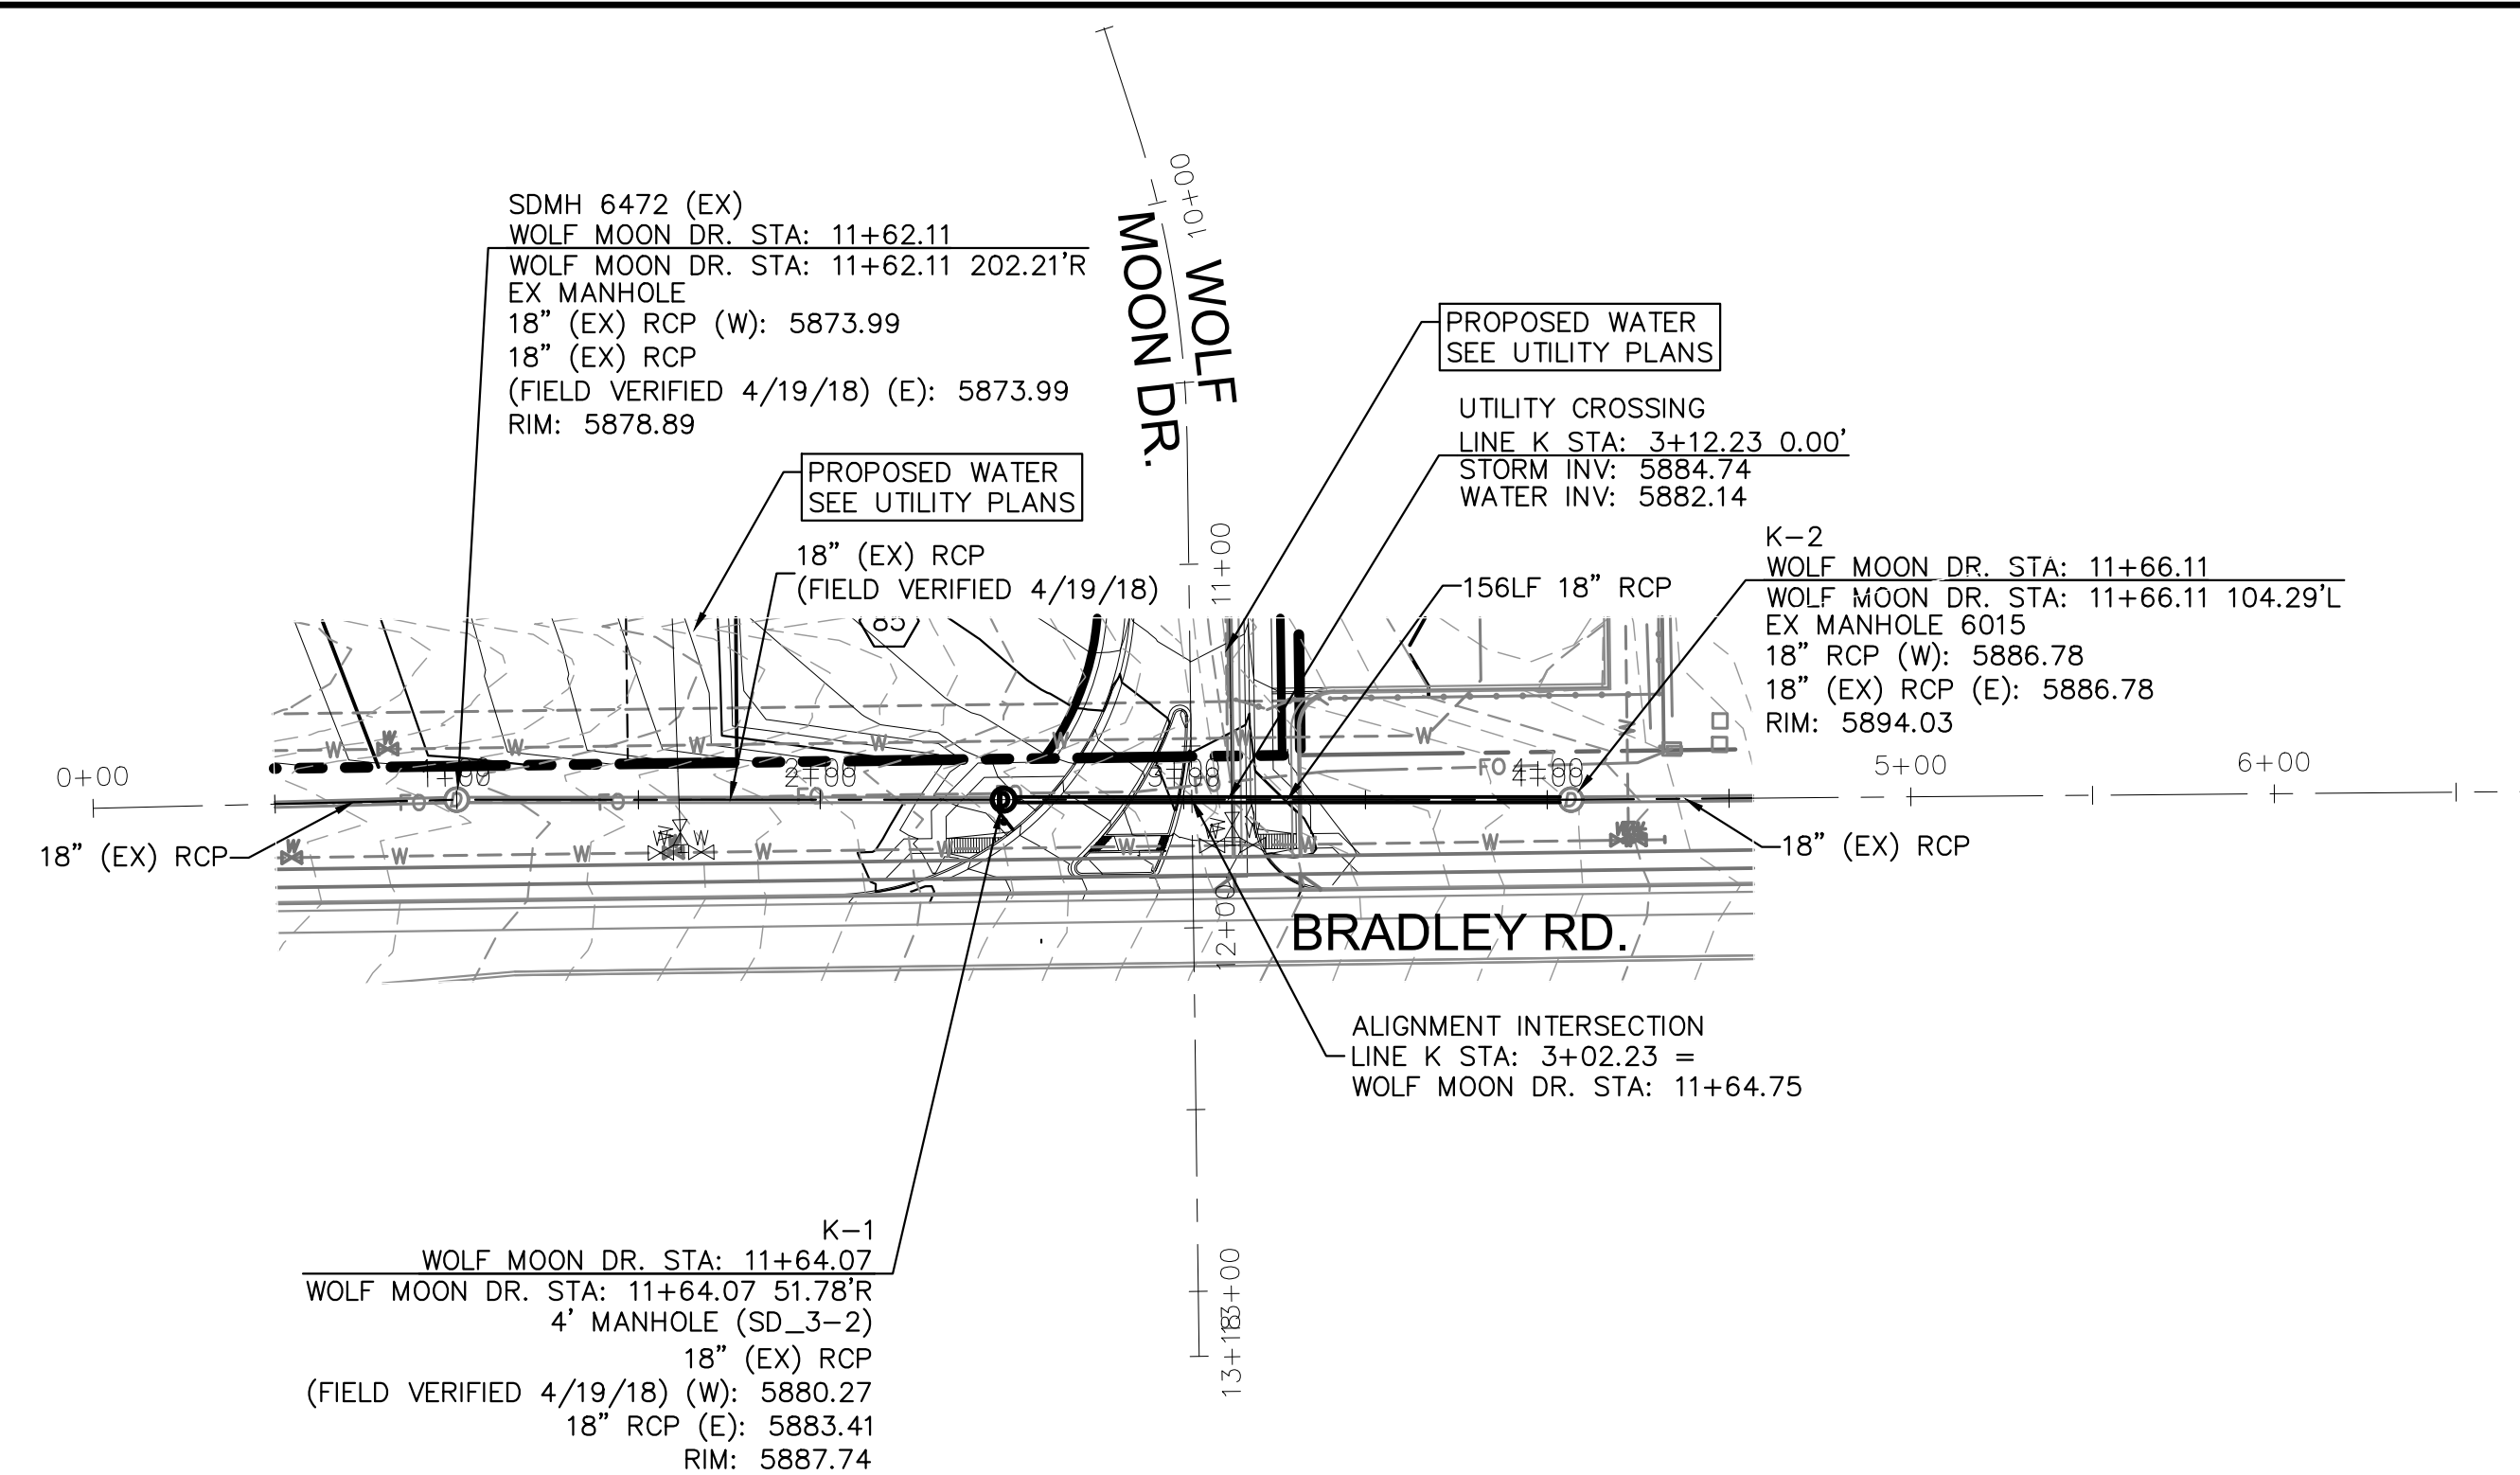 SDMH 6472 (EX)
WOLF MOON DR. STA: 11+62.11
WOLF MOON DR. STA: 11+62.11 202.21'R
EX MANHOLE
18" (EX) RCP (W): 5873.99
18" (EX) RCP
(FIELD VERIFIED 4/19/18) (E): 5873.99
RIM: 5878.89
10+00
WOLF
MOON DR.
PROPOSED WATER
SEE UTILITY PLANS
UTILITY CROSSING
LINE K STA: 3+12.23 0.00'
STORM INV: 5884.74
WATER INV: 5882.14
PROPOSED WATER
SEE UTILITY PLANS
18" (EX) RCP
(FIELD VERIFIED 4/19/18)
11+00
156LF 18" RCP
K-2
WOLF MOON DR. STA: 11+66.11
WOLF MOON DR. STA: 11+66.11 104.29'L
EX MANHOLE 6015
18" RCP (W): 5886.78
18" (EX) RCP (E): 5886.78
RIM: 5894.03
85
W
W
W
W
W
W
W
W
W
0+00
5+00
6+00
FO
FO
FO
FO
D
D
D
18" (EX) RCP
W
W
W
W
W
W
W
W
W
18" (EX) RCP
12+00
BRADLEY RD.
ALIGNMENT INTERSECTION
LINE K STA: 3+02.23 =
WOLF MOON DR. STA: 11+64.75
K-1
WOLF MOON DR. STA: 11+64.07
WOLF MOON DR. STA: 11+64.07 51.78'R
4' MANHOLE (SD_3-2)
18" (EX) RCP
(FIELD VERIFIED 4/19/18) (W): 5880.27
18" RCP (E): 5883.41
RIM: 5887.74
13+00